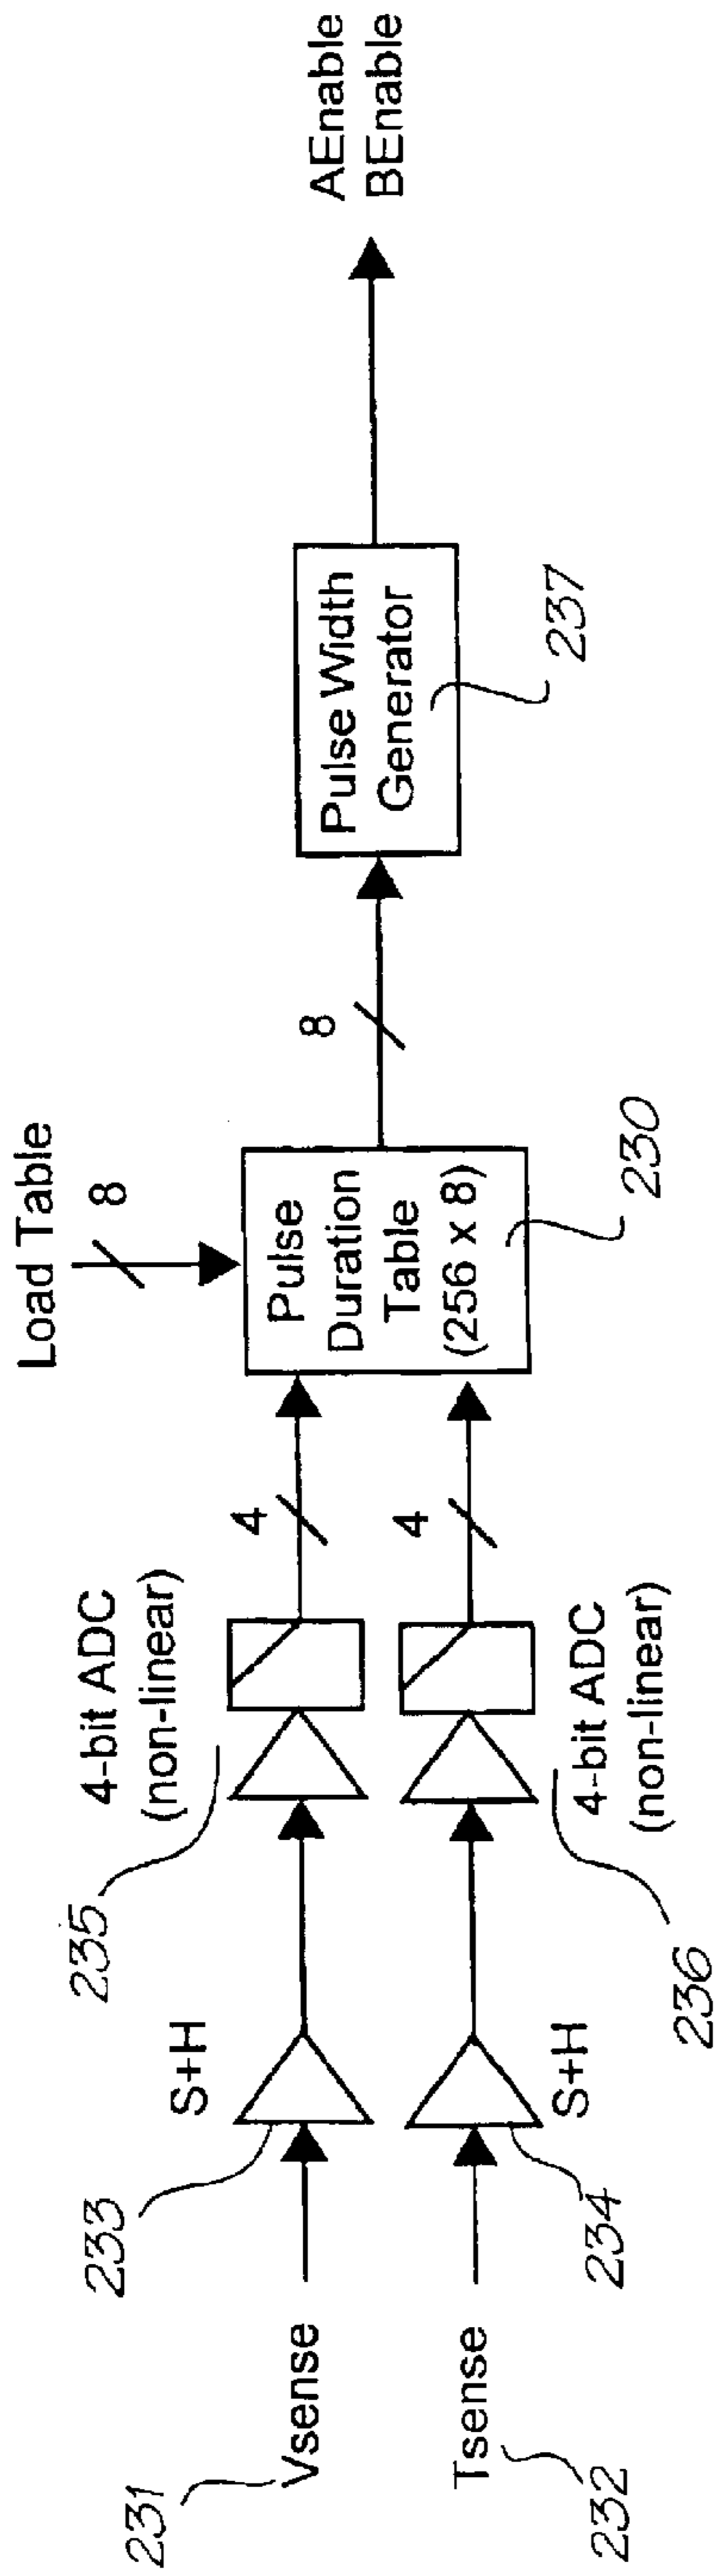 Load Table
8
231
Vsense
233
S+H
235
4-bit ADC
(non-linear)
4
Pulse
Duration
Table
(256 x 8)
230
8
Pulse Width
Generator
237
AEnable
BEnable
232
Tsense
234
S+H
236
4-bit ADC
(non-linear)
4